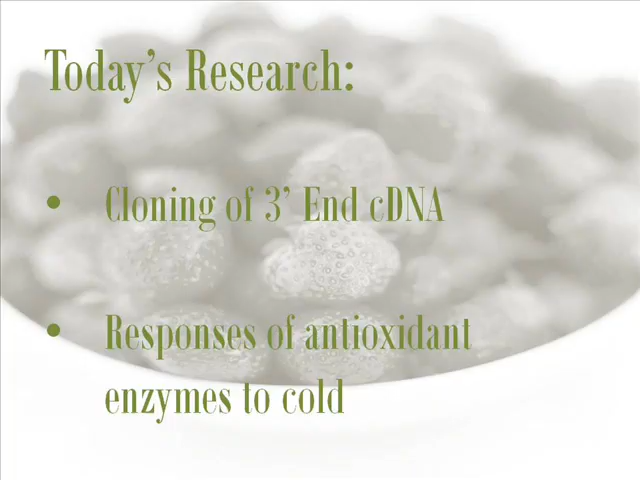 Today’s Research:
• Cloning of 3’ End cDNA
• Responses of antioxidant
enzymes to cold